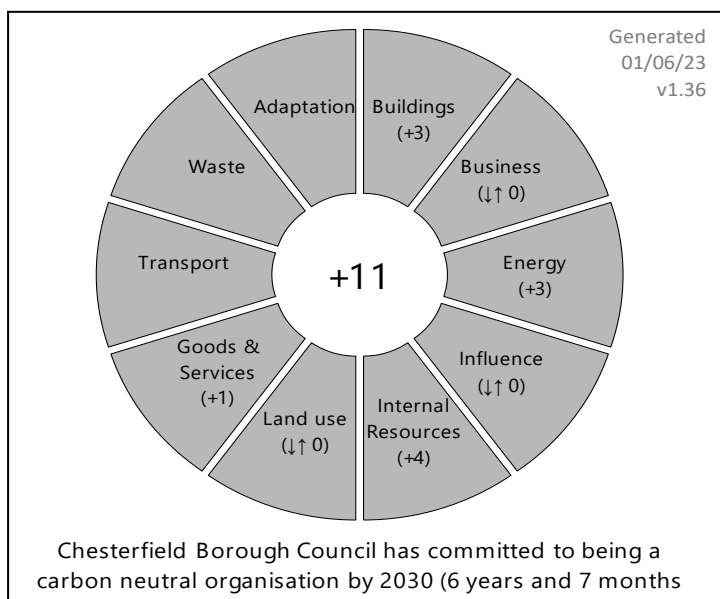 Generated
01/06/23
v1.36
Adaptation
Buildings
(+3)
Waste
Business
(↓↑ 0)
Transport
+11
Energy
(+3)
Goods &
Services
(+1)
Influence
(↓↑ 0)
Land use
(↓↑ 0)
Internal
Resources
(+4)
Chesterfield Borough Council has committed to being a
carbon neutral organisation by 2030 (6 years and 7 months